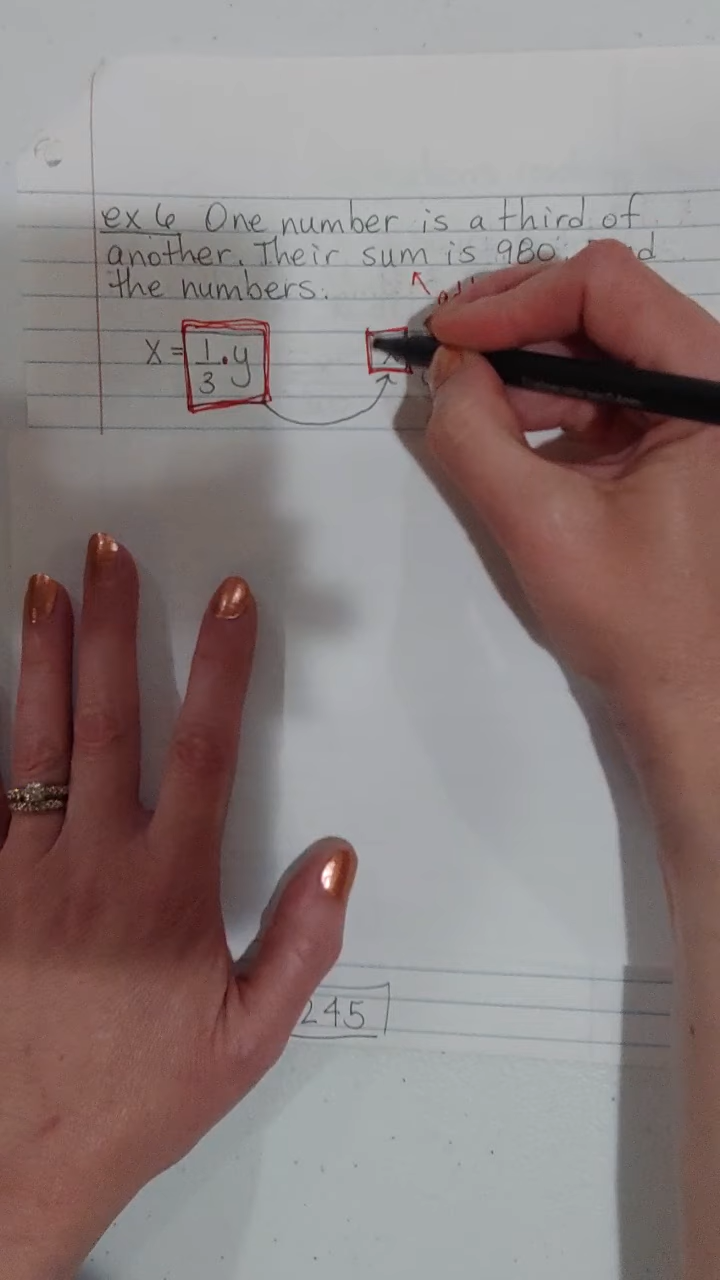 ex 6 One number is a third of
another. Their sum is 980.
the numbers.
x = 1/3 · y
245